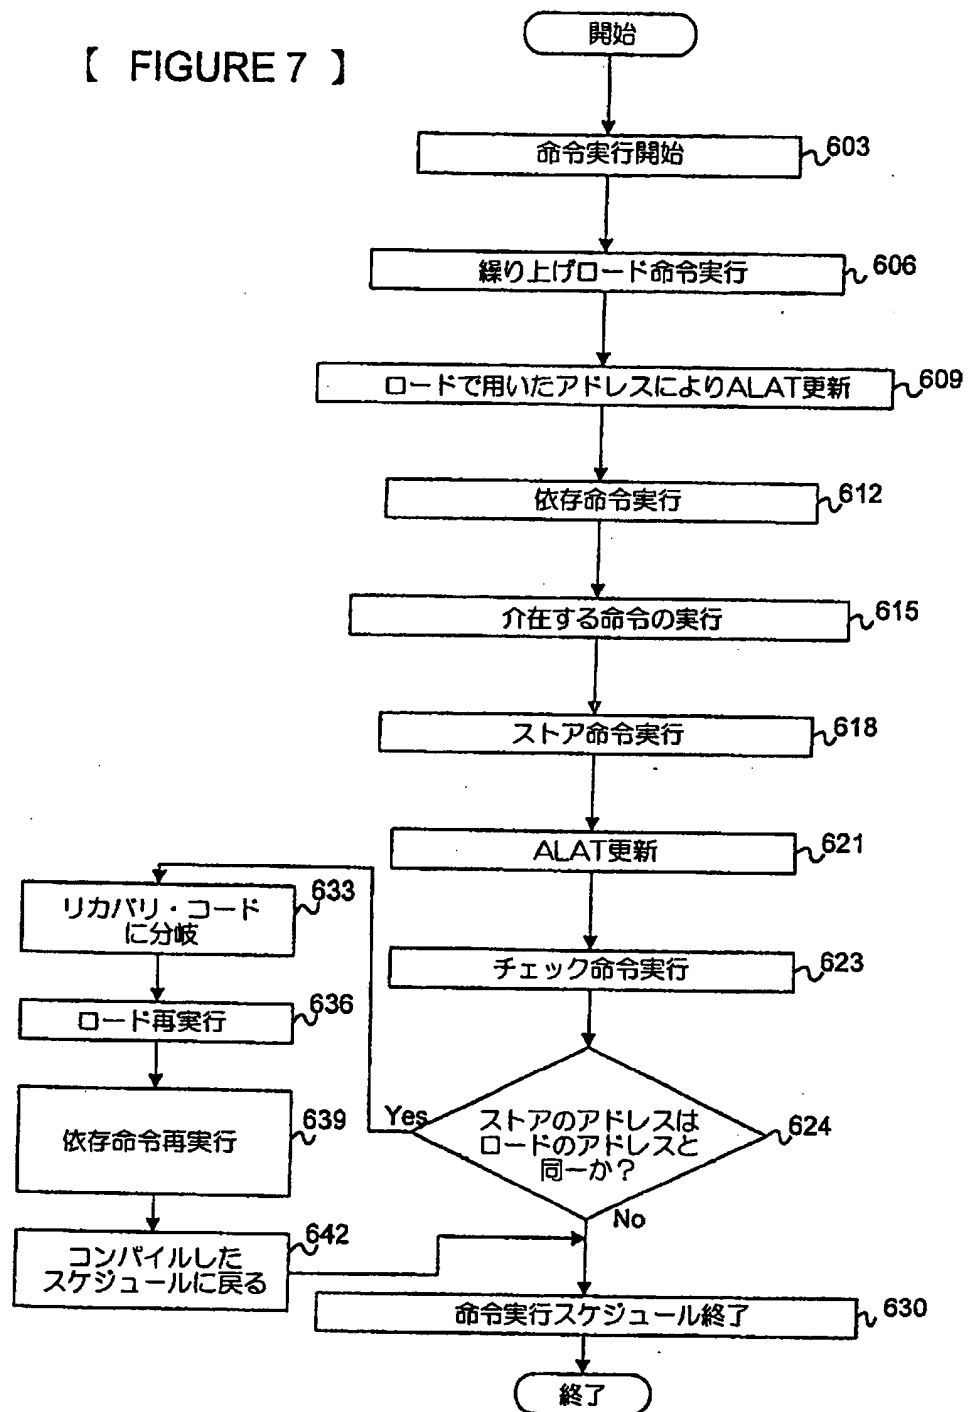 【 FIGURE 7 】
開始
命令実行開始
603
繰り上げロード命令実行
606
ロードで用いたアドレスによりALAT更新
609
依存命令実行
612
介在する命令の実行
615
ストア命令実行
618
ALAT更新
621
チェック命令実行
623
ストアのアドレスは
ロードのアドレスと
同一か?
624
Yes
No
リカバリ・コード
に分岐
633
ロード再実行
636
依存命令再実行
639
コンパイルした
スケジュールに戻る
642
命令実行スケジュール終了
630
終了